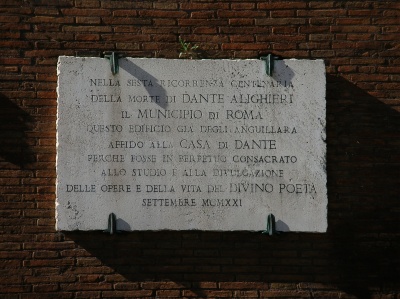 NELLA SESTA RICORRENZA CENTENARIA
DELLA MORTE DI DANTE ALIGHIERI
IL MUNICIPIO DI ROMA
QUESTO EDIFICIO GIÀ DEGLI ANGUILLARA
AFFIDO ALLA CASA DI DANTE
PERCHE FOSSE IN PERPETUO CONSACRATO
ALLO STUDIO E ALLA DIVULGAZIONE
DELLE OPERE E DELLA VITA DEL DIVINO POETA
SETTEMBRE MCMXXI